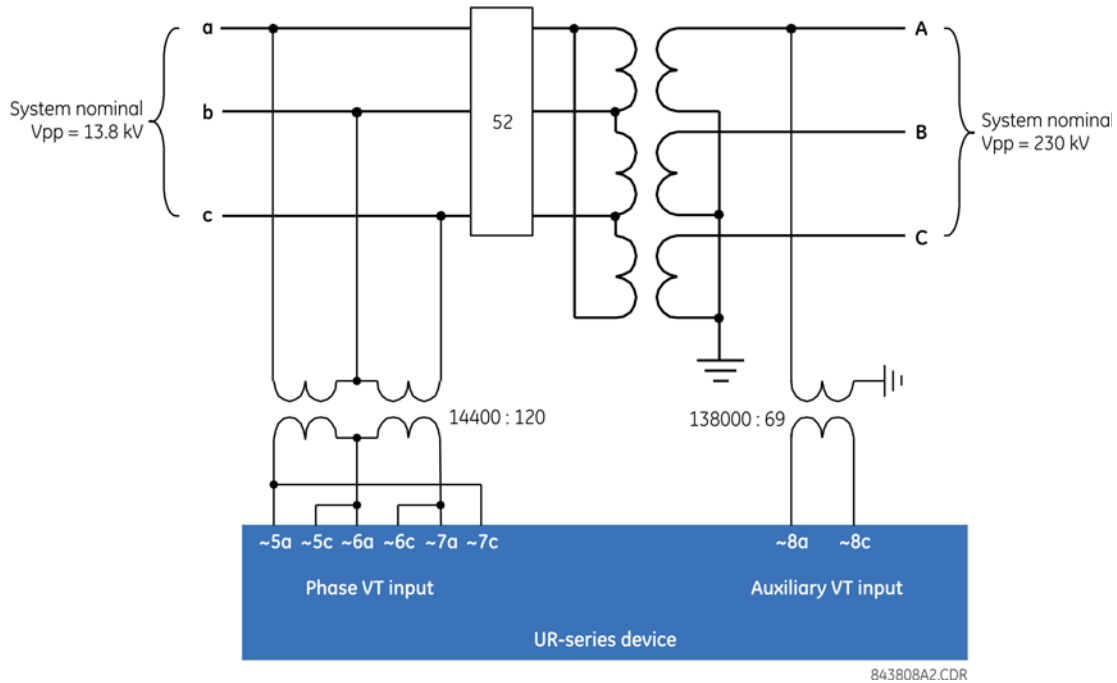 a
52
A
System nominal
Vpp = 13.8 kV
b
B
System nominal
Vpp = 230 kV
c
C
14400 : 120
138000 : 69
~5a ~5c ~6a ~6c ~7a ~7c
~8a ~8c
Phase VT input
Auxiliary VT input
UR-series device
843808A2.CDR